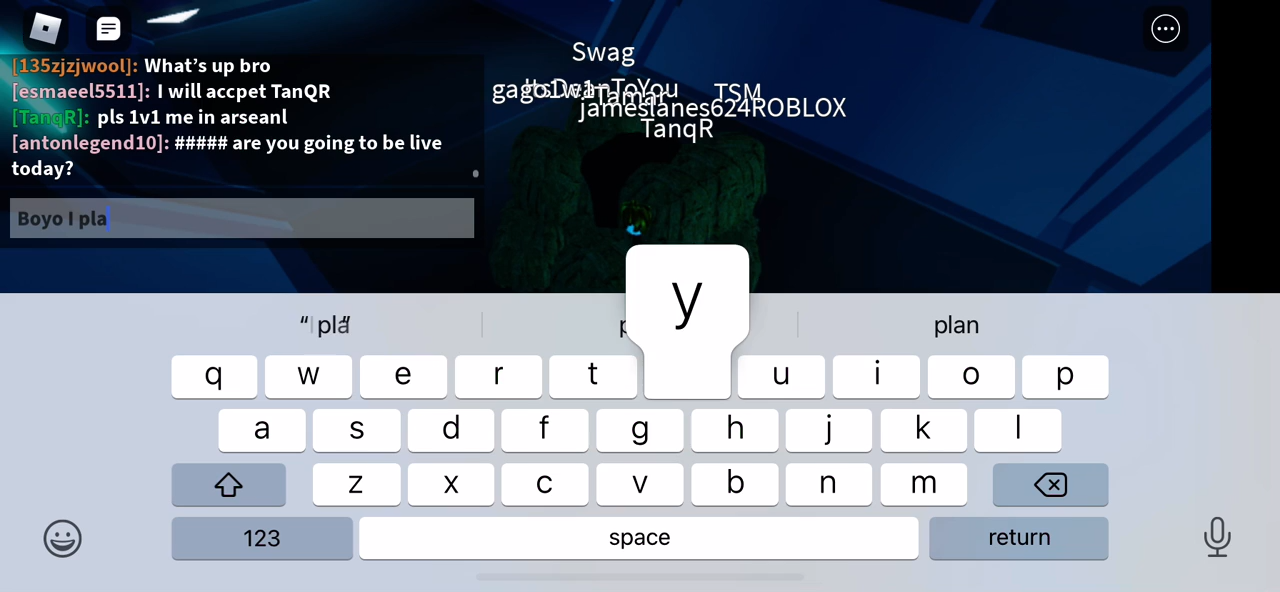 [135zjzjwool]: What's up bro
[esmaeel5511]: I will accpet TanQR
[TanqR]: pls 1v1 me in arseanl
[antonlegend10]: ##### are you going to be live
today?
Boyo I pla
Swag
TSM
jameslanes624ROBLOX
TanqR
y
" pla"
plan
q w e r t u i o p
a s d f g h j k l
z x c v b n m
123 space return